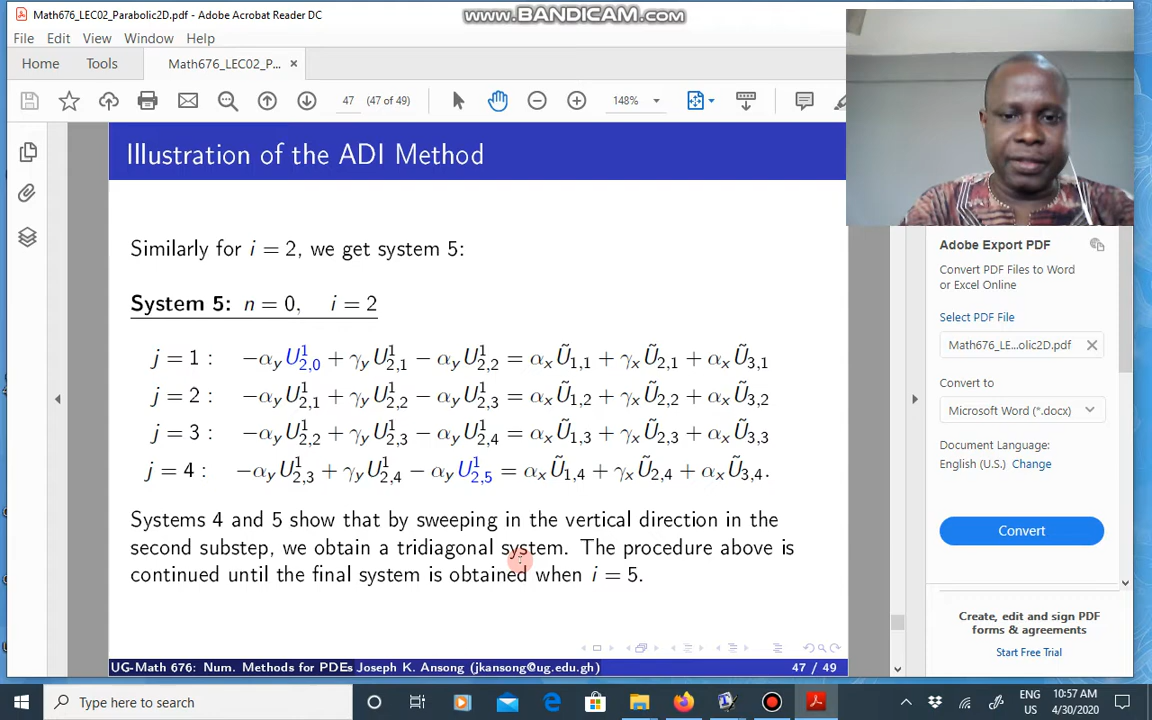 Math676_LEC02_Parabolic2D.pdf - Adobe Acrobat Reader DC
www.BANDICAM.com
File Edit View Window Help
Home Tools Math676_LEC02_P... ×
47 (47 of 49) 148%
Illustration of the ADI Method
Similarly for i = 2, we get system 5:
System 5: n = 0, i = 2
j = 1 : −α_y U^1_{2,0} + γ_y U^1_{2,1} − α_y U^1_{2,2} = α_x Ũ_{1,1} + γ_x Ũ_{2,1} + α_x Ũ_{3,1}
j = 2 : −α_y U^1_{2,1} + γ_y U^1_{2,2} − α_y U^1_{2,3} = α_x Ũ_{1,2} + γ_x Ũ_{2,2} + α_x Ũ_{3,2}
j = 3 : −α_y U^1_{2,2} + γ_y U^1_{2,3} − α_y U^1_{2,4} = α_x Ũ_{1,3} + γ_x Ũ_{2,3} + α_x Ũ_{3,3}
j = 4 : −α_y U^1_{2,3} + γ_y U^1_{2,4} − α_y U^1_{2,5} = α_x Ũ_{1,4} + γ_x Ũ_{2,4} + α_x Ũ_{3,4}.
Systems 4 and 5 show that by sweeping in the vertical direction in the
second substep, we obtain a tridiagonal system. The procedure above is
continued until the final system is obtained when i = 5.
UG-Math 676: Num. Methods for PDEs Joseph K. Ansong (jkansong@ug.edu.gh) 47 / 49
Adobe Export PDF
Convert PDF Files to Word
or Excel Online
Select PDF File
Math676_LE...olic2D.pdf ×
Convert to
Microsoft Word (*.docx)
Document Language:
English (U.S.) Change
Convert
Create, edit and sign PDF
forms & agreements
Start Free Trial
Type here to search
ENG
US
10:57 AM
4/30/2020